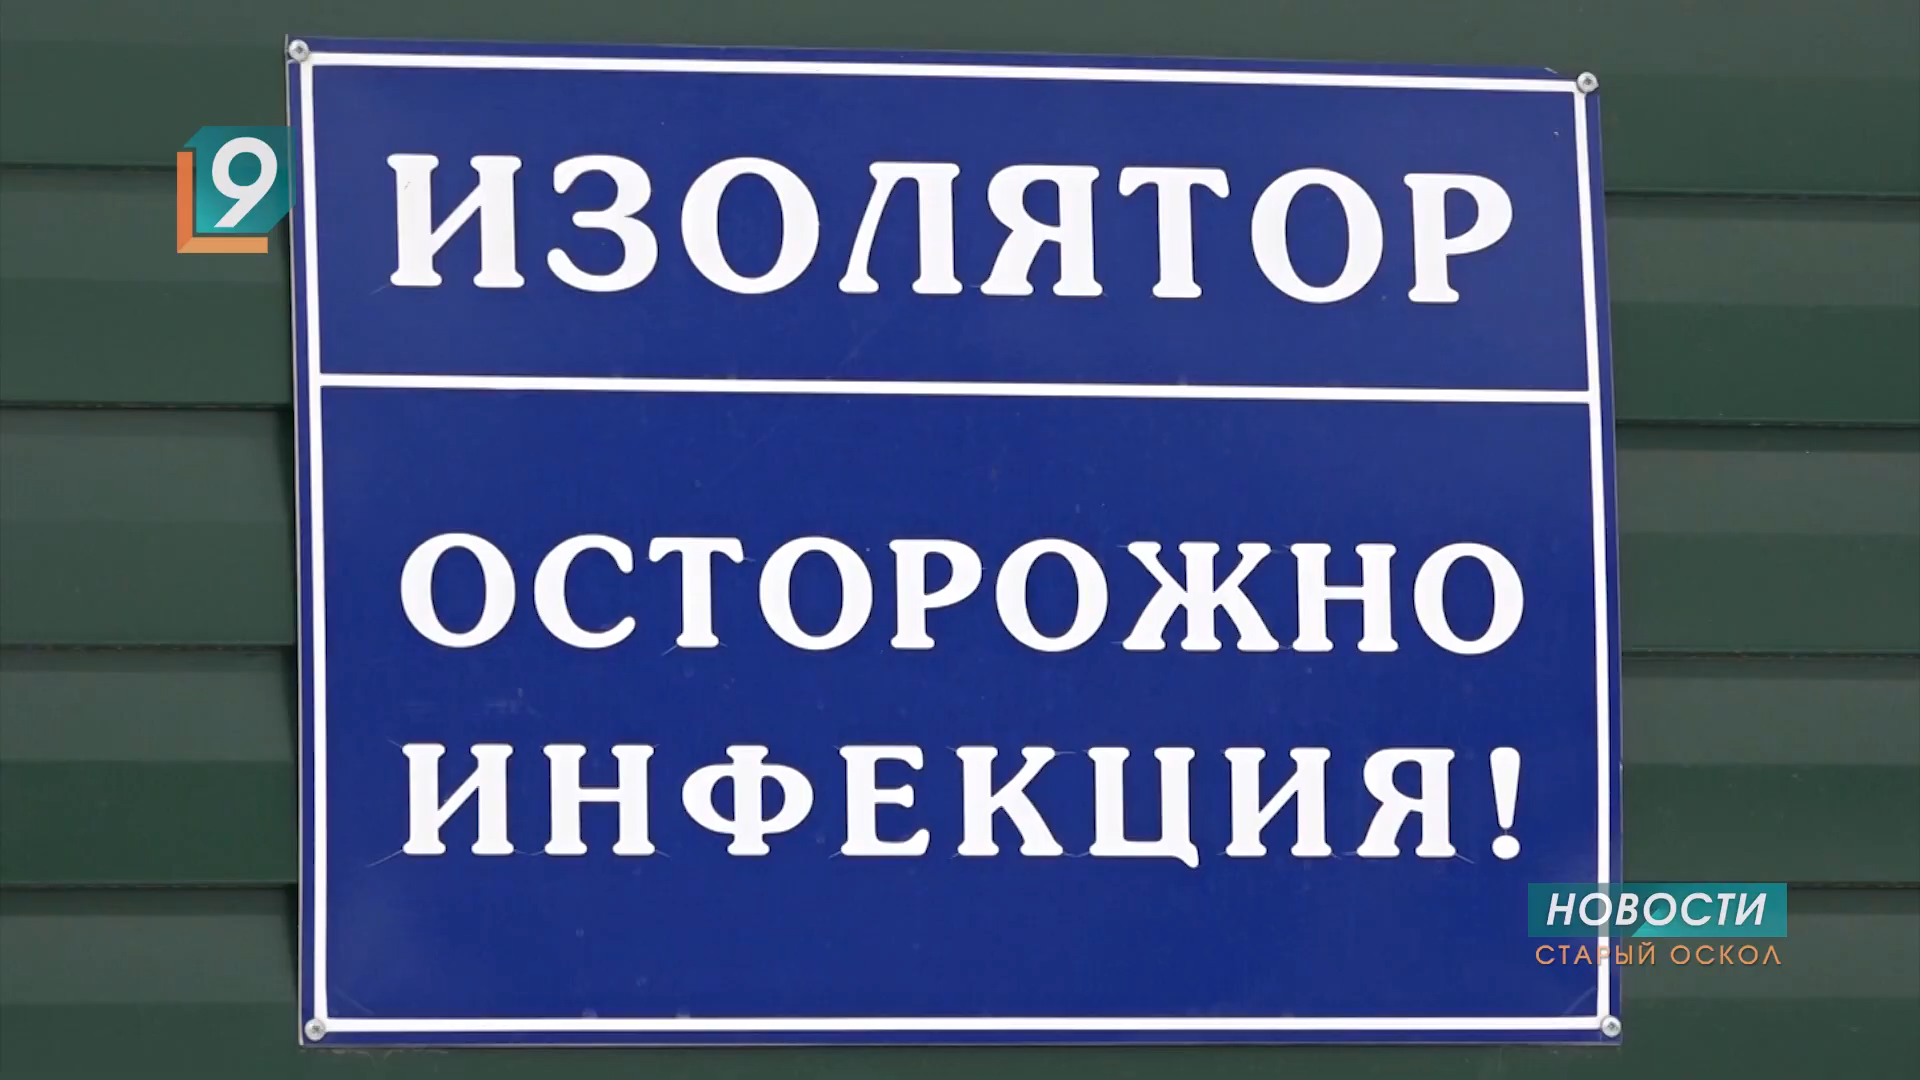 9
ИЗОЛЯТОР
ОСТОРОЖНО
ИНФЕКЦИЯ!
НОВОСТИ
СТАРЫЙ ОСКОЛ